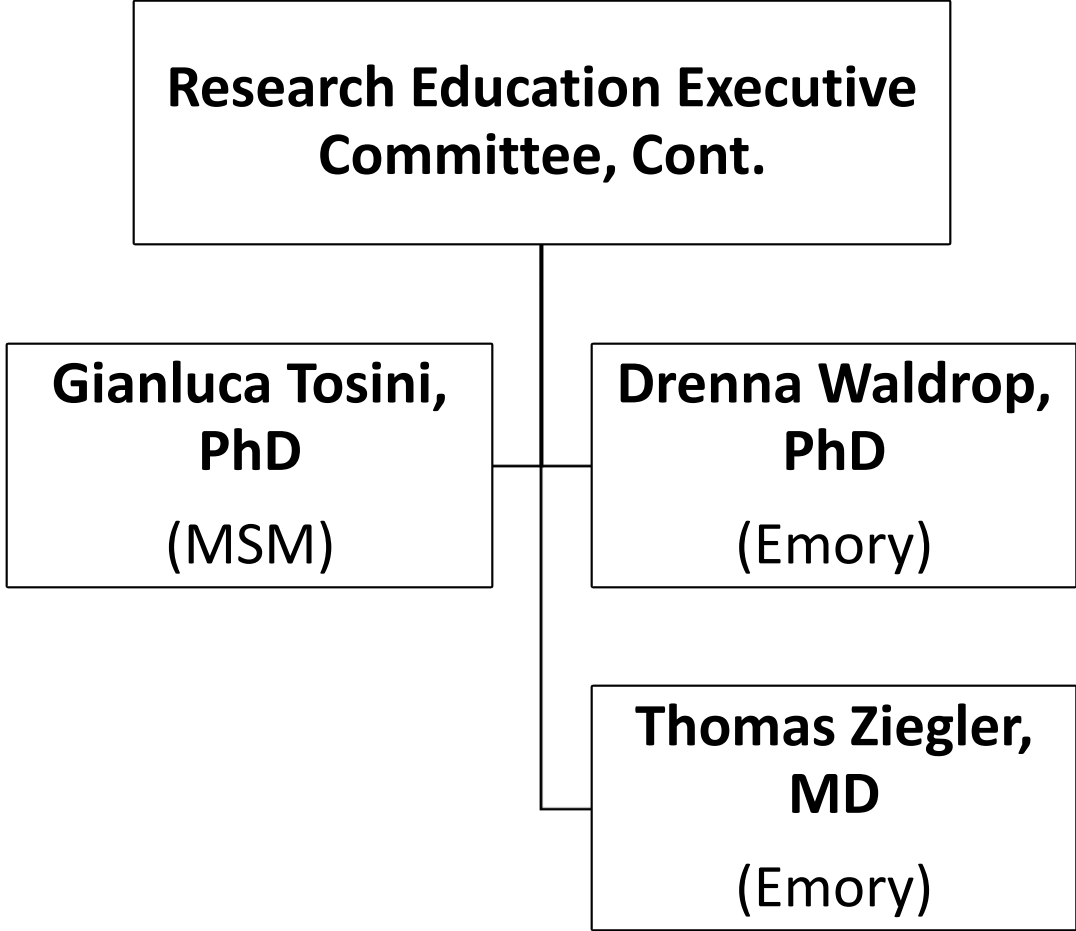 Research Education Executive
Committee, Cont.
Gianluca Tosini,
PhD
(MSM)
Drenna Waldrop,
PhD
(Emory)
Thomas Ziegler,
MD
(Emory)